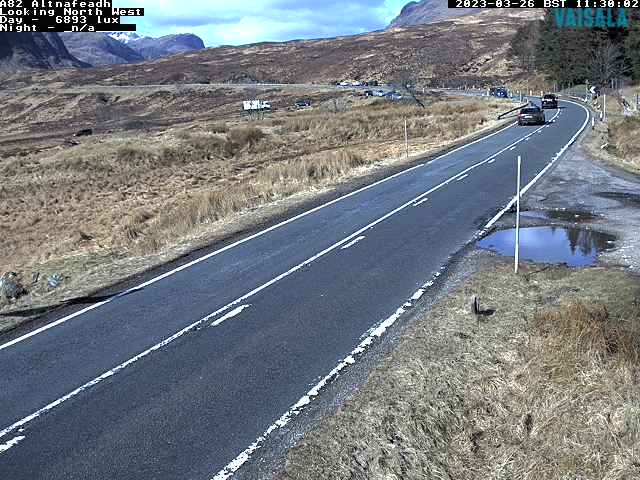 A82 Altnafeadh
Looking North West
Day - 6893 lux
Night - n/a
2023-03-26 BST 11:30:02
VAISALA